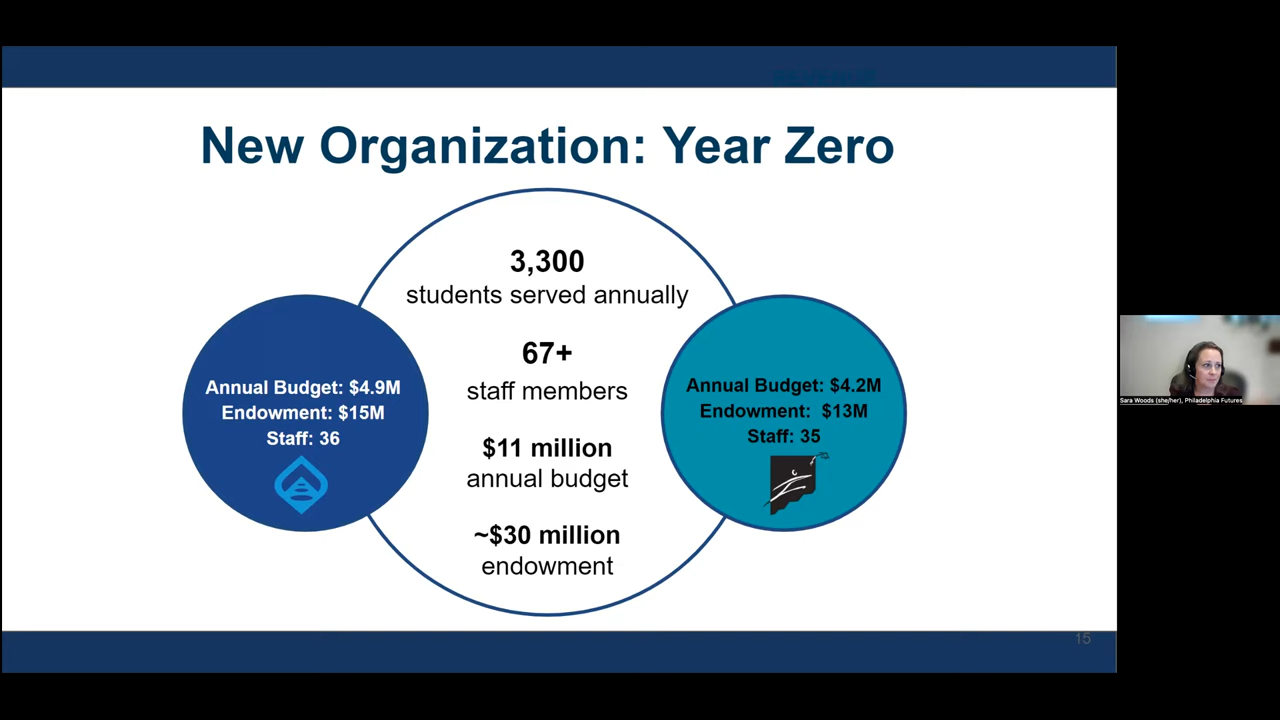 New Organization: Year Zero
3,300
students served annually
67+
staff members
$11 million
annual budget
~$30 million
endowment
Annual Budget: $4.9M
Endowment: $15M
Staff: 36
Annual Budget: $4.2M
Endowment: $13M
Staff: 35
15
Sara Woods (she/her), Philadelphia Futures